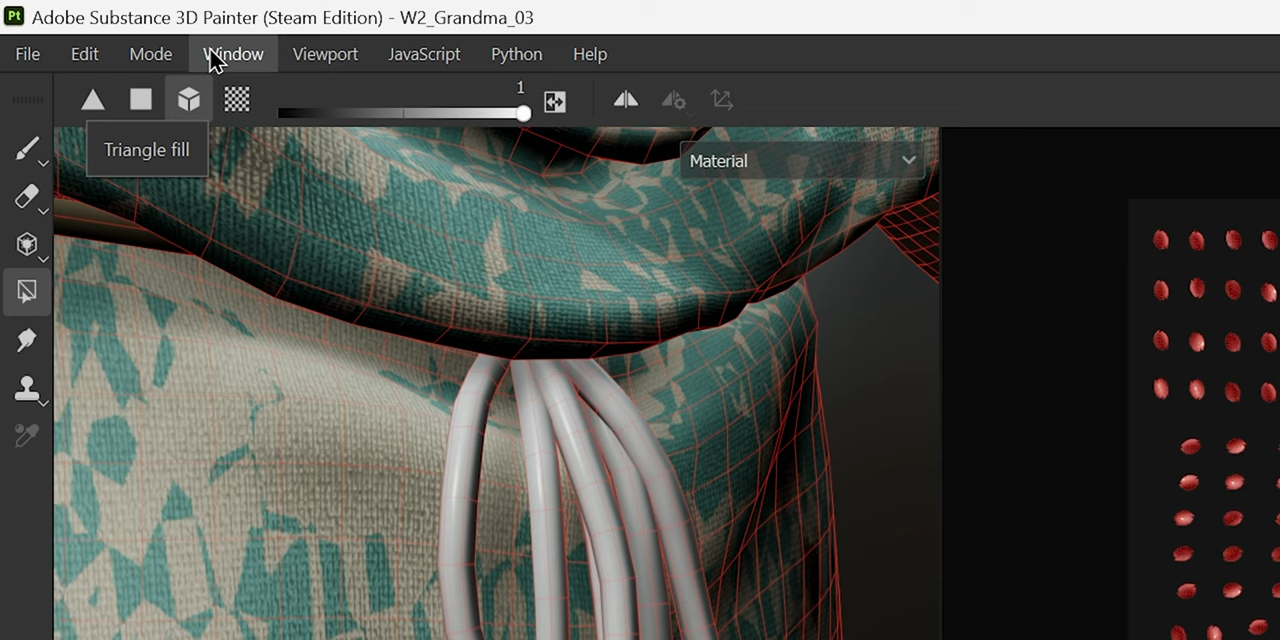 Pt Adobe Substance 3D Painter (Steam Edition) - W2_Grandma_03
File Edit Mode Window Viewport JavaScript Python Help
1
Triangle fill
Material